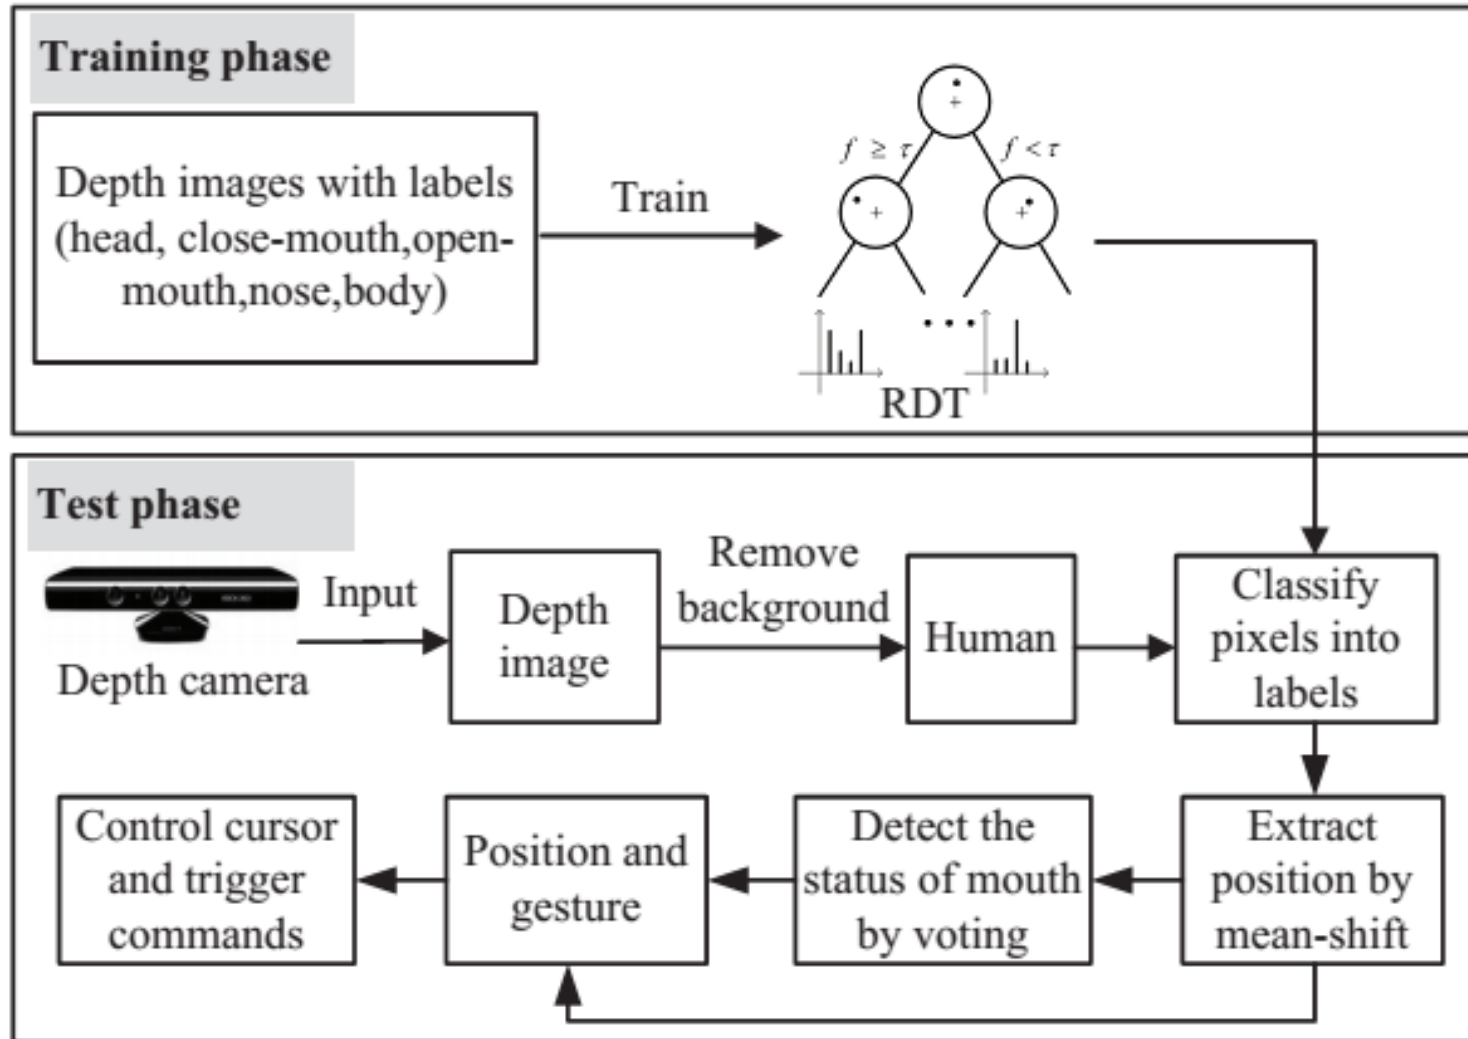 Training phase
Depth images with labels
(head, close-mouth,open-
mouth,nose,body)
Train
f ≥ τ
f < τ
+
+
+
RDT
Test phase
Depth camera
Input
Depth
image
Remove
background
Human
Classify
pixels into
labels
Extract
position by
mean-shift
Detect the
status of mouth
by voting
Position and
gesture
Control cursor
and trigger
commands